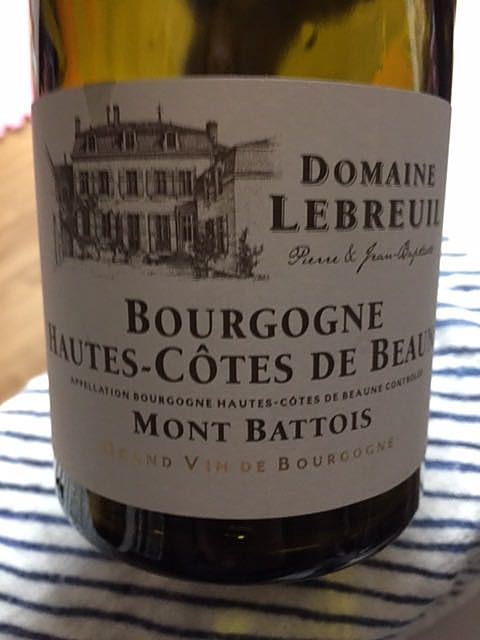 DOMAINE
LEBREUIL
Pierre & Jean-Baptiste
BOURGOGNE
HAUTES-CÔTES DE BEAUN
APPELLATION BOURGOGNE HAUTES-CÔTES DE BEAUNE CONTRÔLÉE
MONT BATTOIS
GRAND VIN DE BOURGOGNE